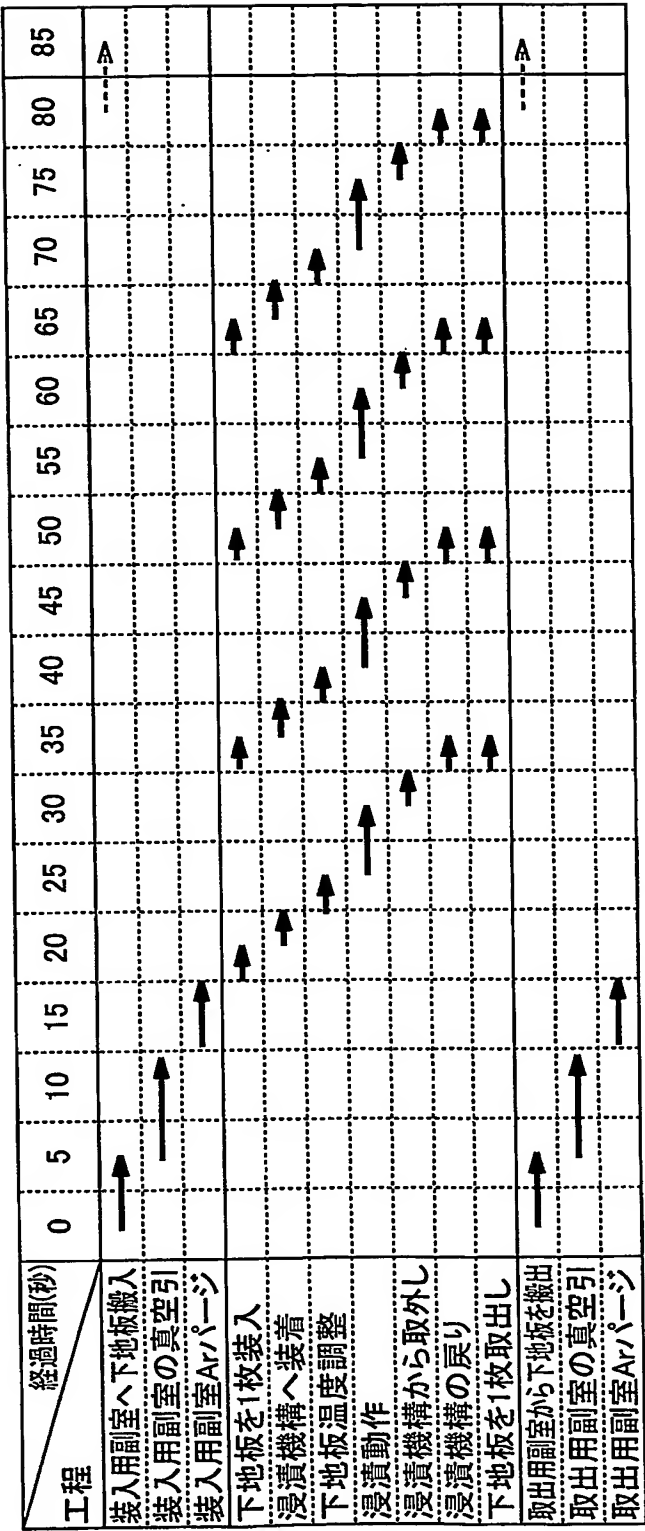 経過時間(秒)
工程
0 5 10 15 20 25 30 35 40 45 50 55 60 65 70 75 80 85
装入用副室へ下地板搬入
装入用副室の真空引
装入用副室Arパージ
下地板を1枚装入
浸漬機構へ装着
下地板温度調整
浸漬動作
浸漬機構から取外し
浸漬機構の戻り
下地板を1枚取出し
取出用副室から下地板を搬出
取出用副室の真空引
取出用副室Arパージ